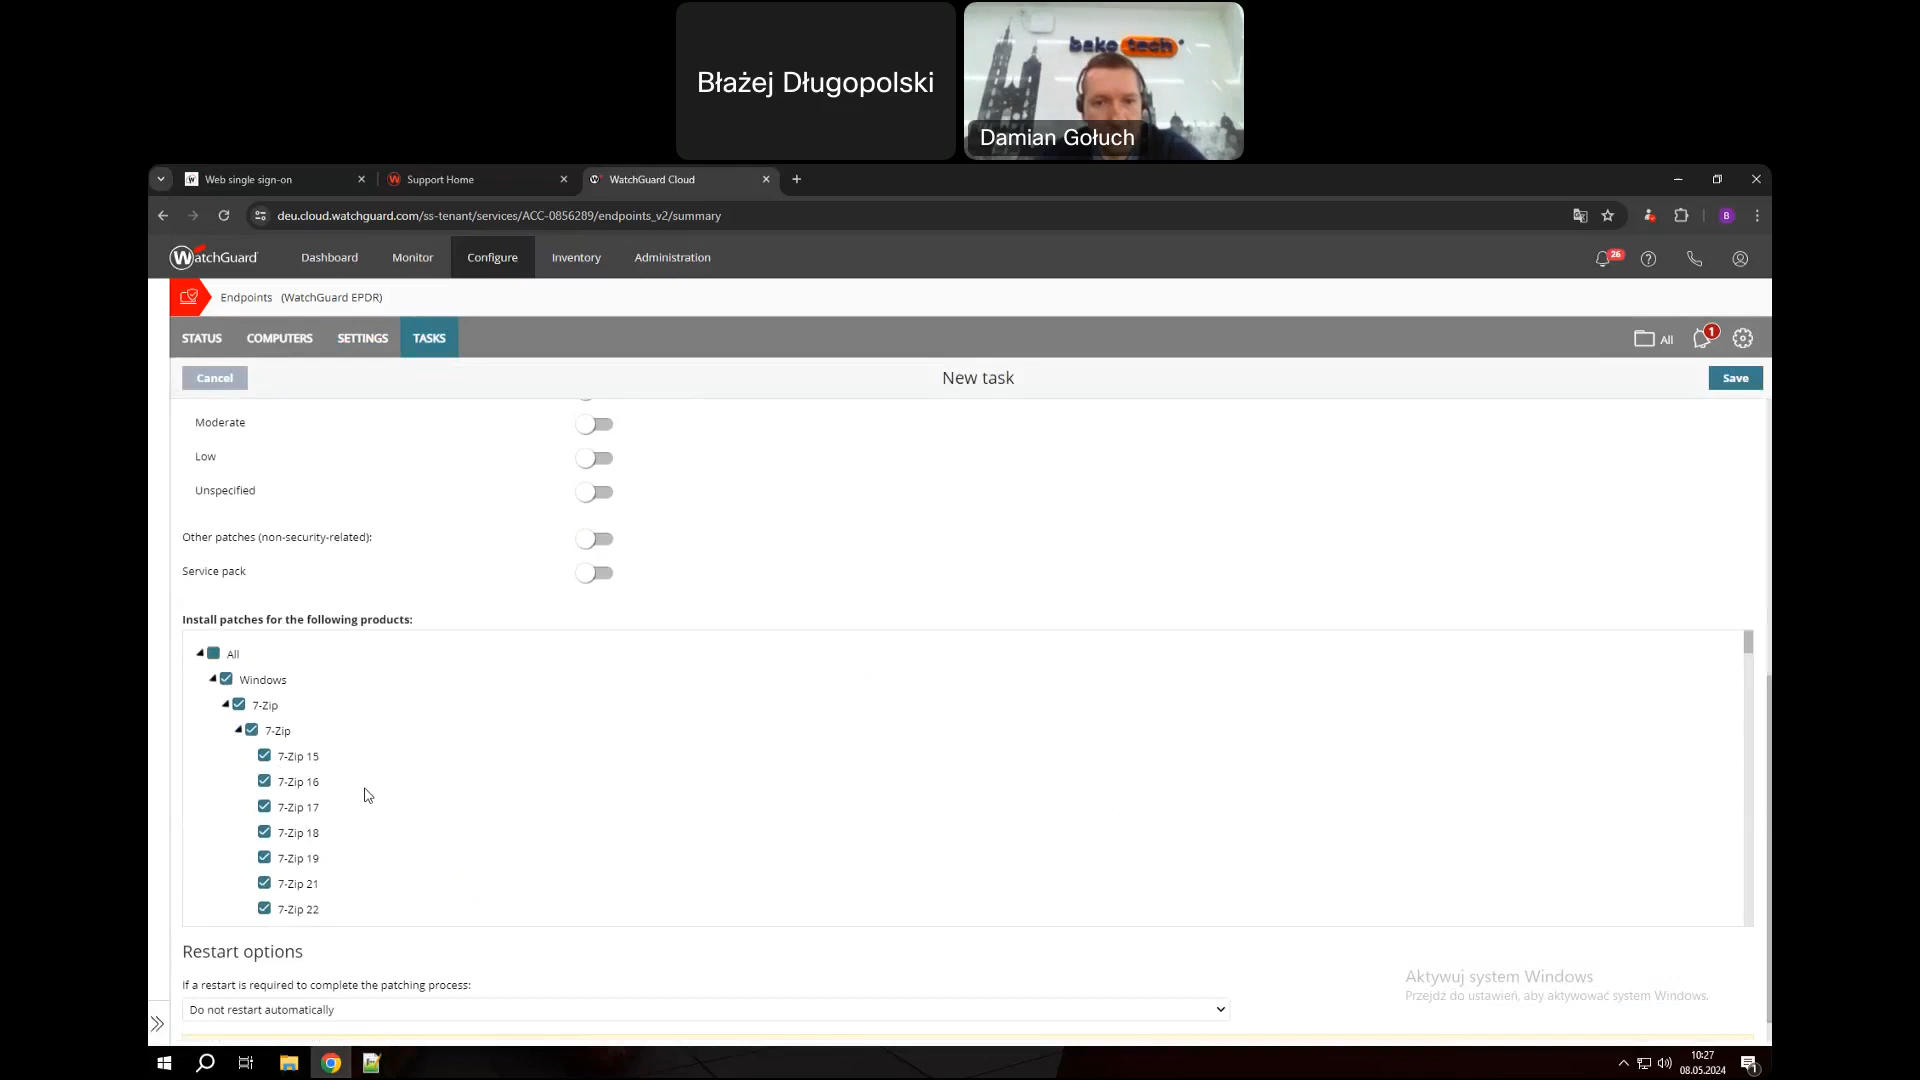 Błażej Długopolski
bakotech
Damian Gołuch
Web single sign-on
Support Home
WatchGuard Cloud
deu.cloud.watchguard.com/ss-tenant/services/ACC-0856289/endpoints_v2/summary
B
WatchGuard
Dashboard
Monitor
Configure
Inventory
Administration
26
Endpoints (WatchGuard EPDR)
STATUS
COMPUTERS
SETTINGS
TASKS
All
1
Cancel
New task
Save
Moderate
Low
Unspecified
Other patches (non-security-related):
Service pack
Install patches for the following products:
All
Windows
7-Zip
7-Zip
7-Zip 15
7-Zip 16
7-Zip 17
7-Zip 18
7-Zip 19
7-Zip 21
7-Zip 22
Restart options
If a restart is required to complete the patching process:
Do not restart automatically
Aktywuj system Windows
Przejdź do ustawień, aby aktywować system Windows.
10:27
08.05.2024
1